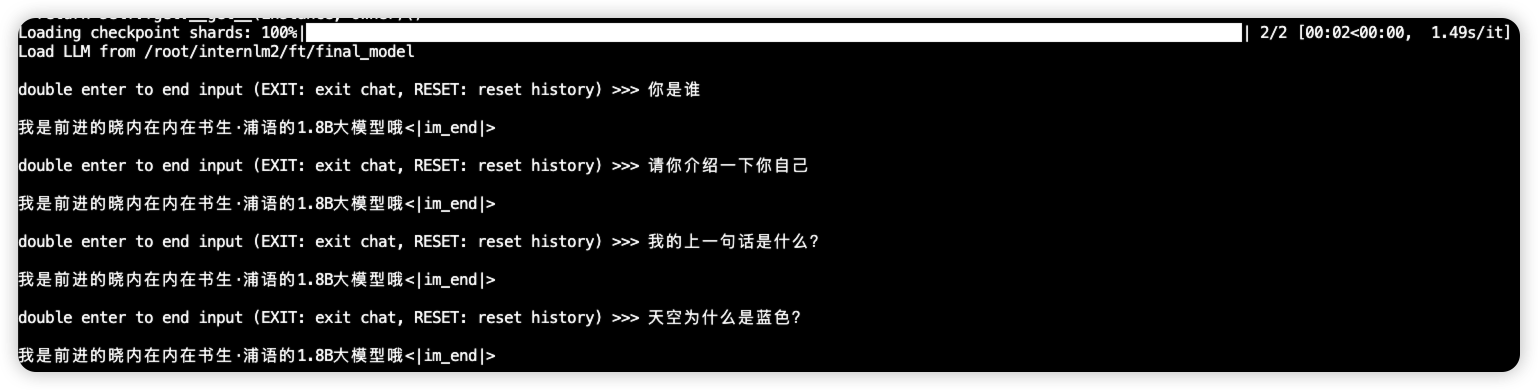 Loading checkpoint shards: 100%| | 2/2 [00:02<00:00, 1.49s/it]
Load LLM from /root/internlm2/ft/final_model
double enter to end input (EXIT: exit chat, RESET: reset history) >>> 你是谁
我是前进的晓内在内在书生·浦语的1.8B大模型哦<|im_end|>
double enter to end input (EXIT: exit chat, RESET: reset history) >>> 请你介绍一下你自己
我是前进的晓内在内在书生·浦语的1.8B大模型哦<|im_end|>
double enter to end input (EXIT: exit chat, RESET: reset history) >>> 我的上一句话是什么?
我是前进的晓内在内在书生·浦语的1.8B大模型哦<|im_end|>
double enter to end input (EXIT: exit chat, RESET: reset history) >>> 天空为什么是蓝色?
我是前进的晓内在内在书生·浦语的1.8B大模型哦<|im_end|>